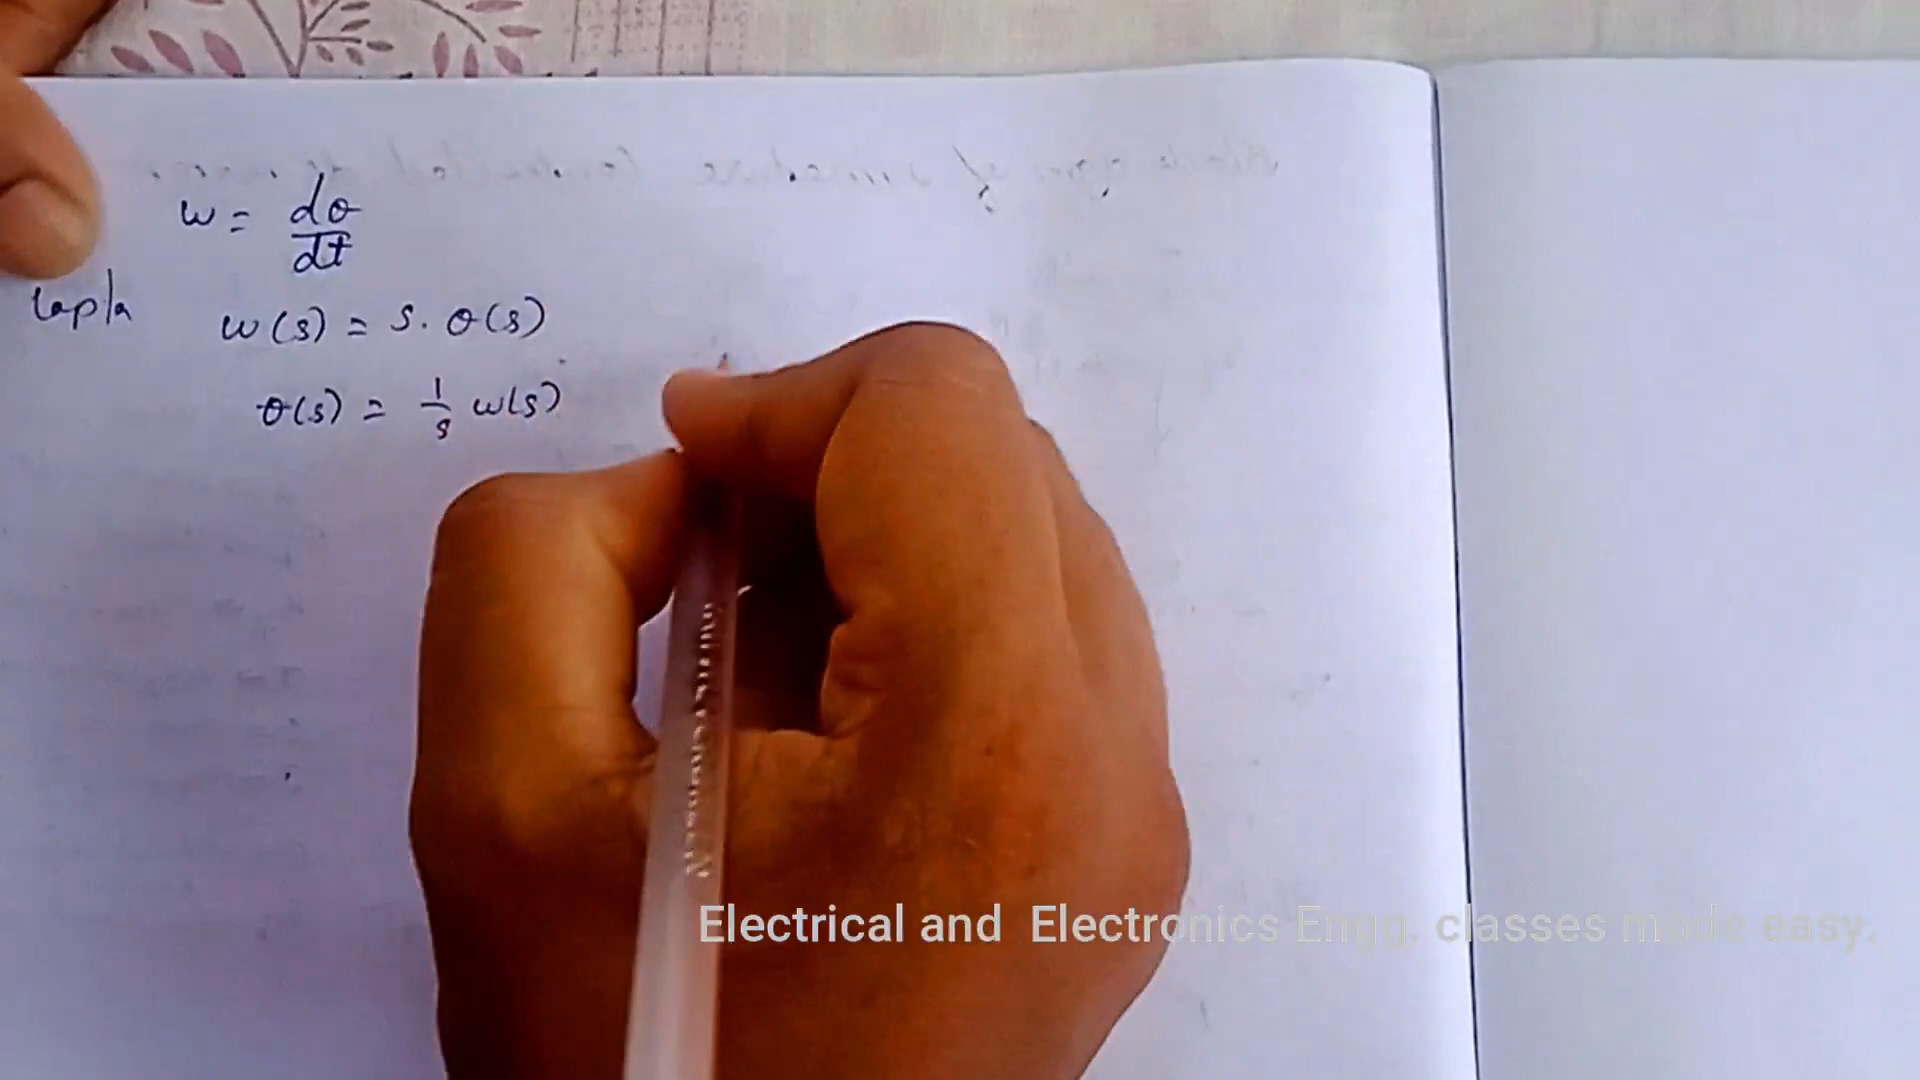 w = dθ/dt
Lapla
w(s) = s. θ(s)
θ(s) = 1/s w(s)
Electrical and Electronics Engg. classes made easy.